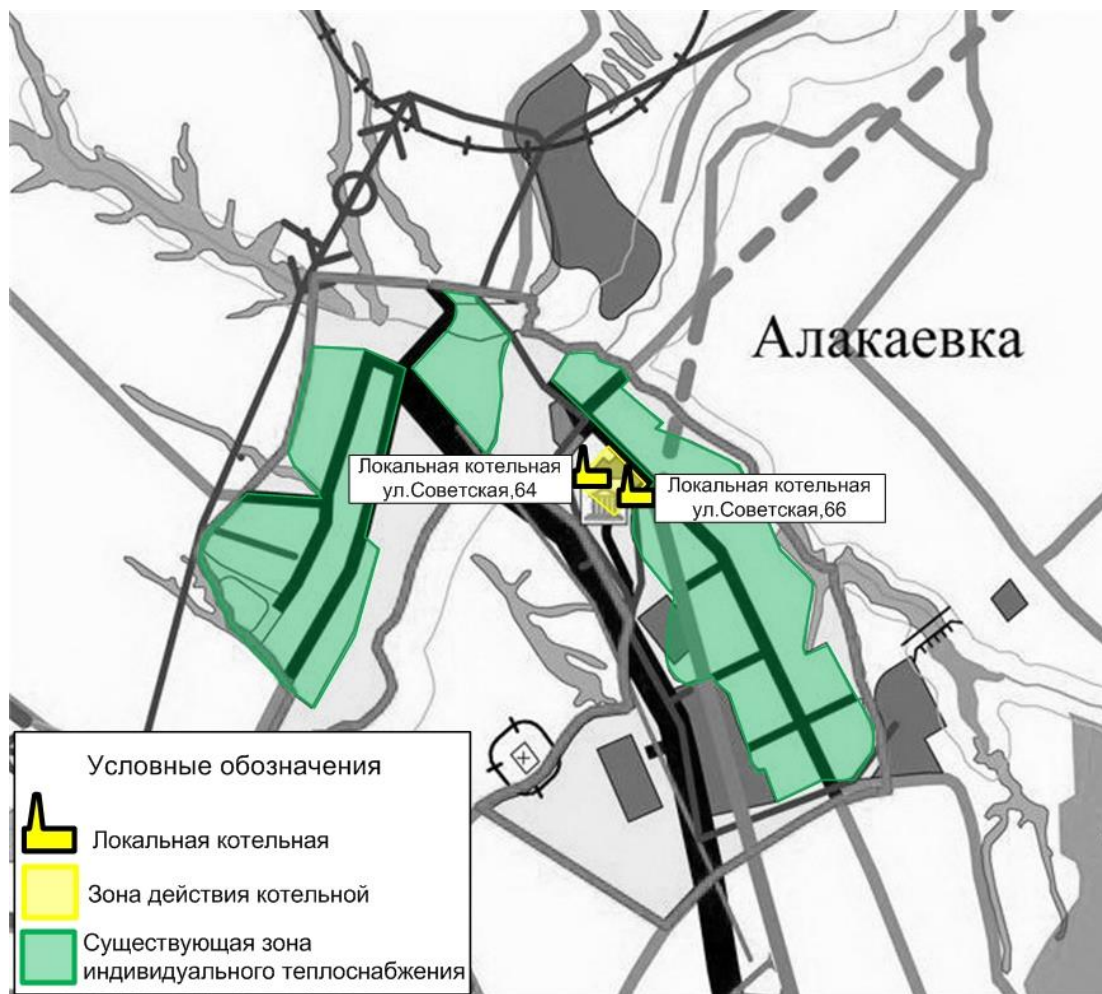 Алакаевка
Локальная котельная
ул.Советская,64
Локальная котельная
ул.Советская,66
Условные обозначения
Локальная котельная
Зона действия котельной
Существующая зона
индивидуального теплоснабжения